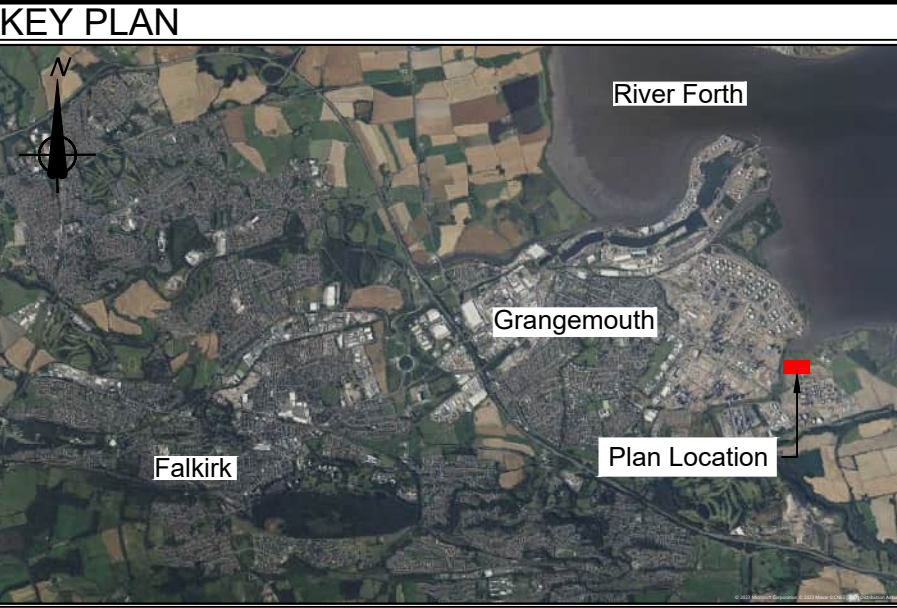 KEY PLAN
N
River Forth
Grangemouth
Plan Location
Falkirk